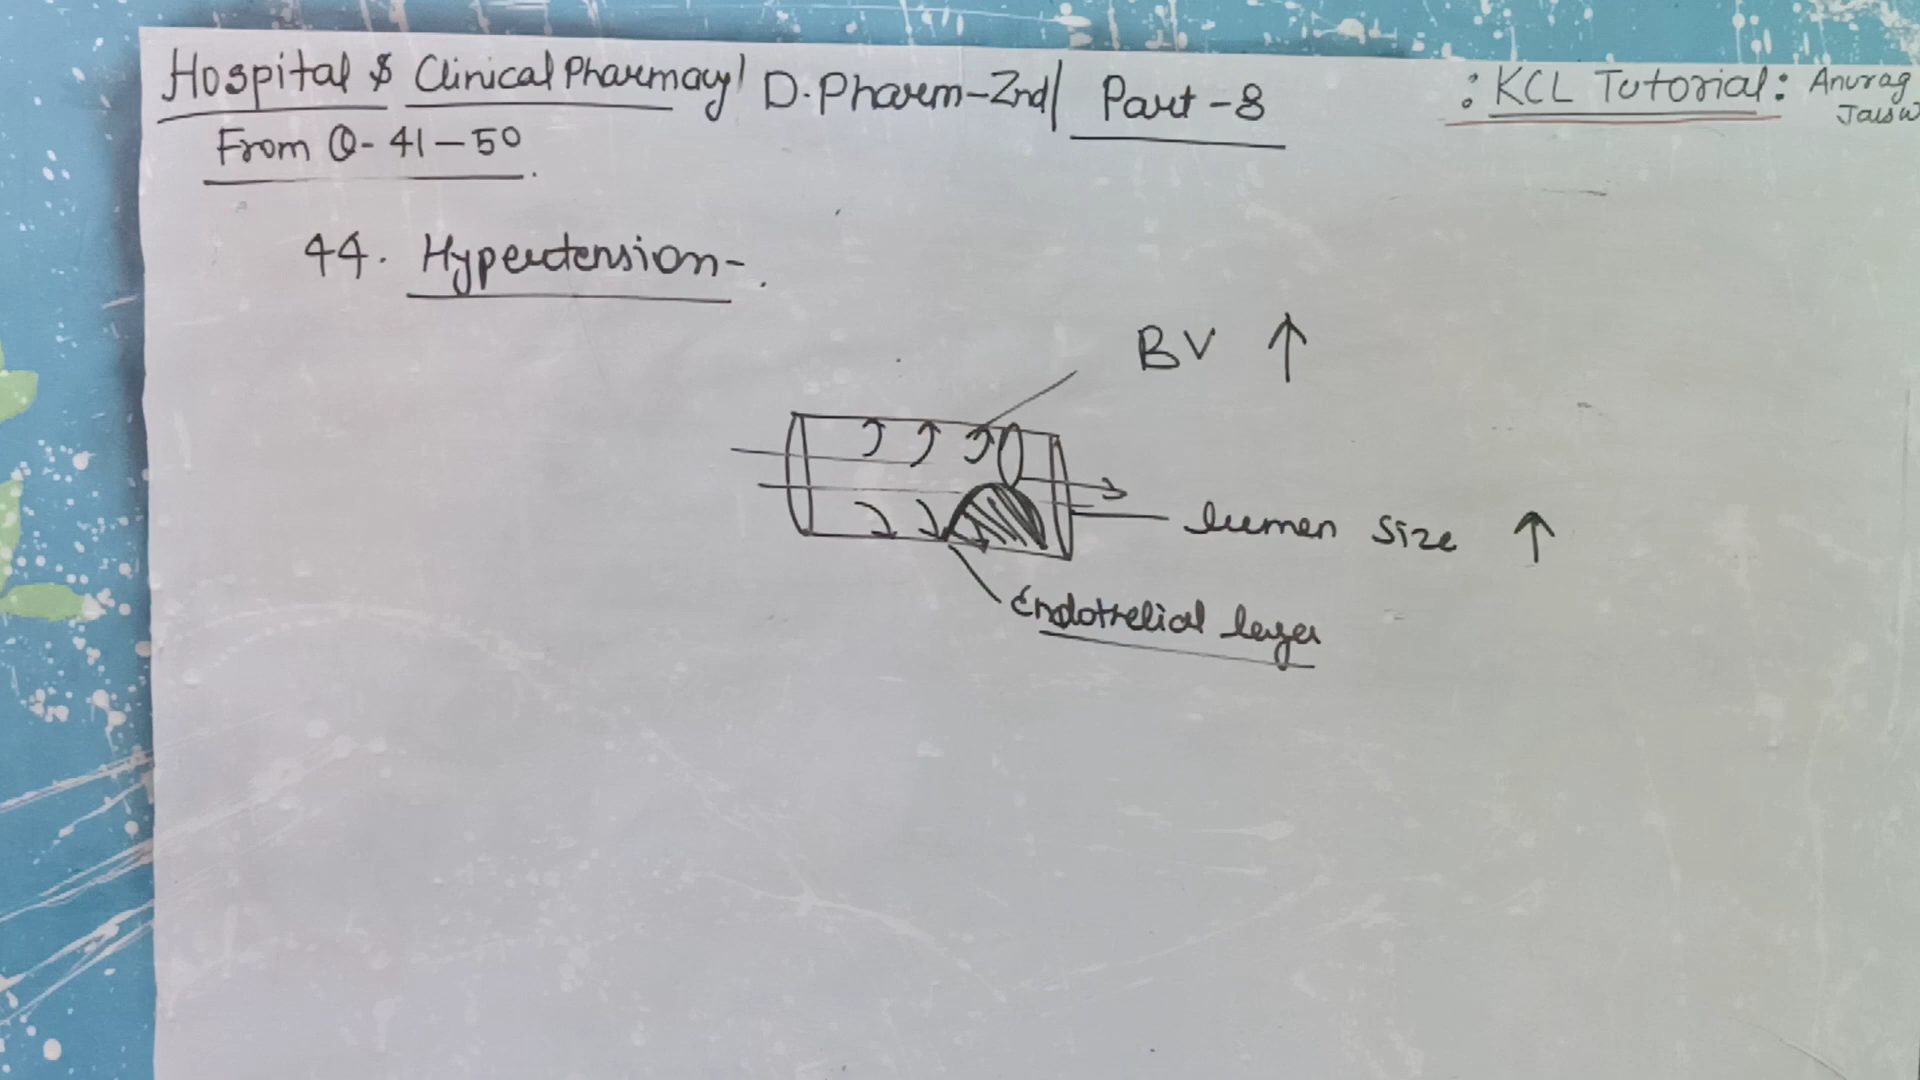 Hospital $ Clinical Pharmacy/ D.Pharm-2nd/ Part-8
: KCL Tutorial: Anurag
From Q- 41-50
44. Hypertension-
BV ↑
lumen size ↑
Endothelial layer